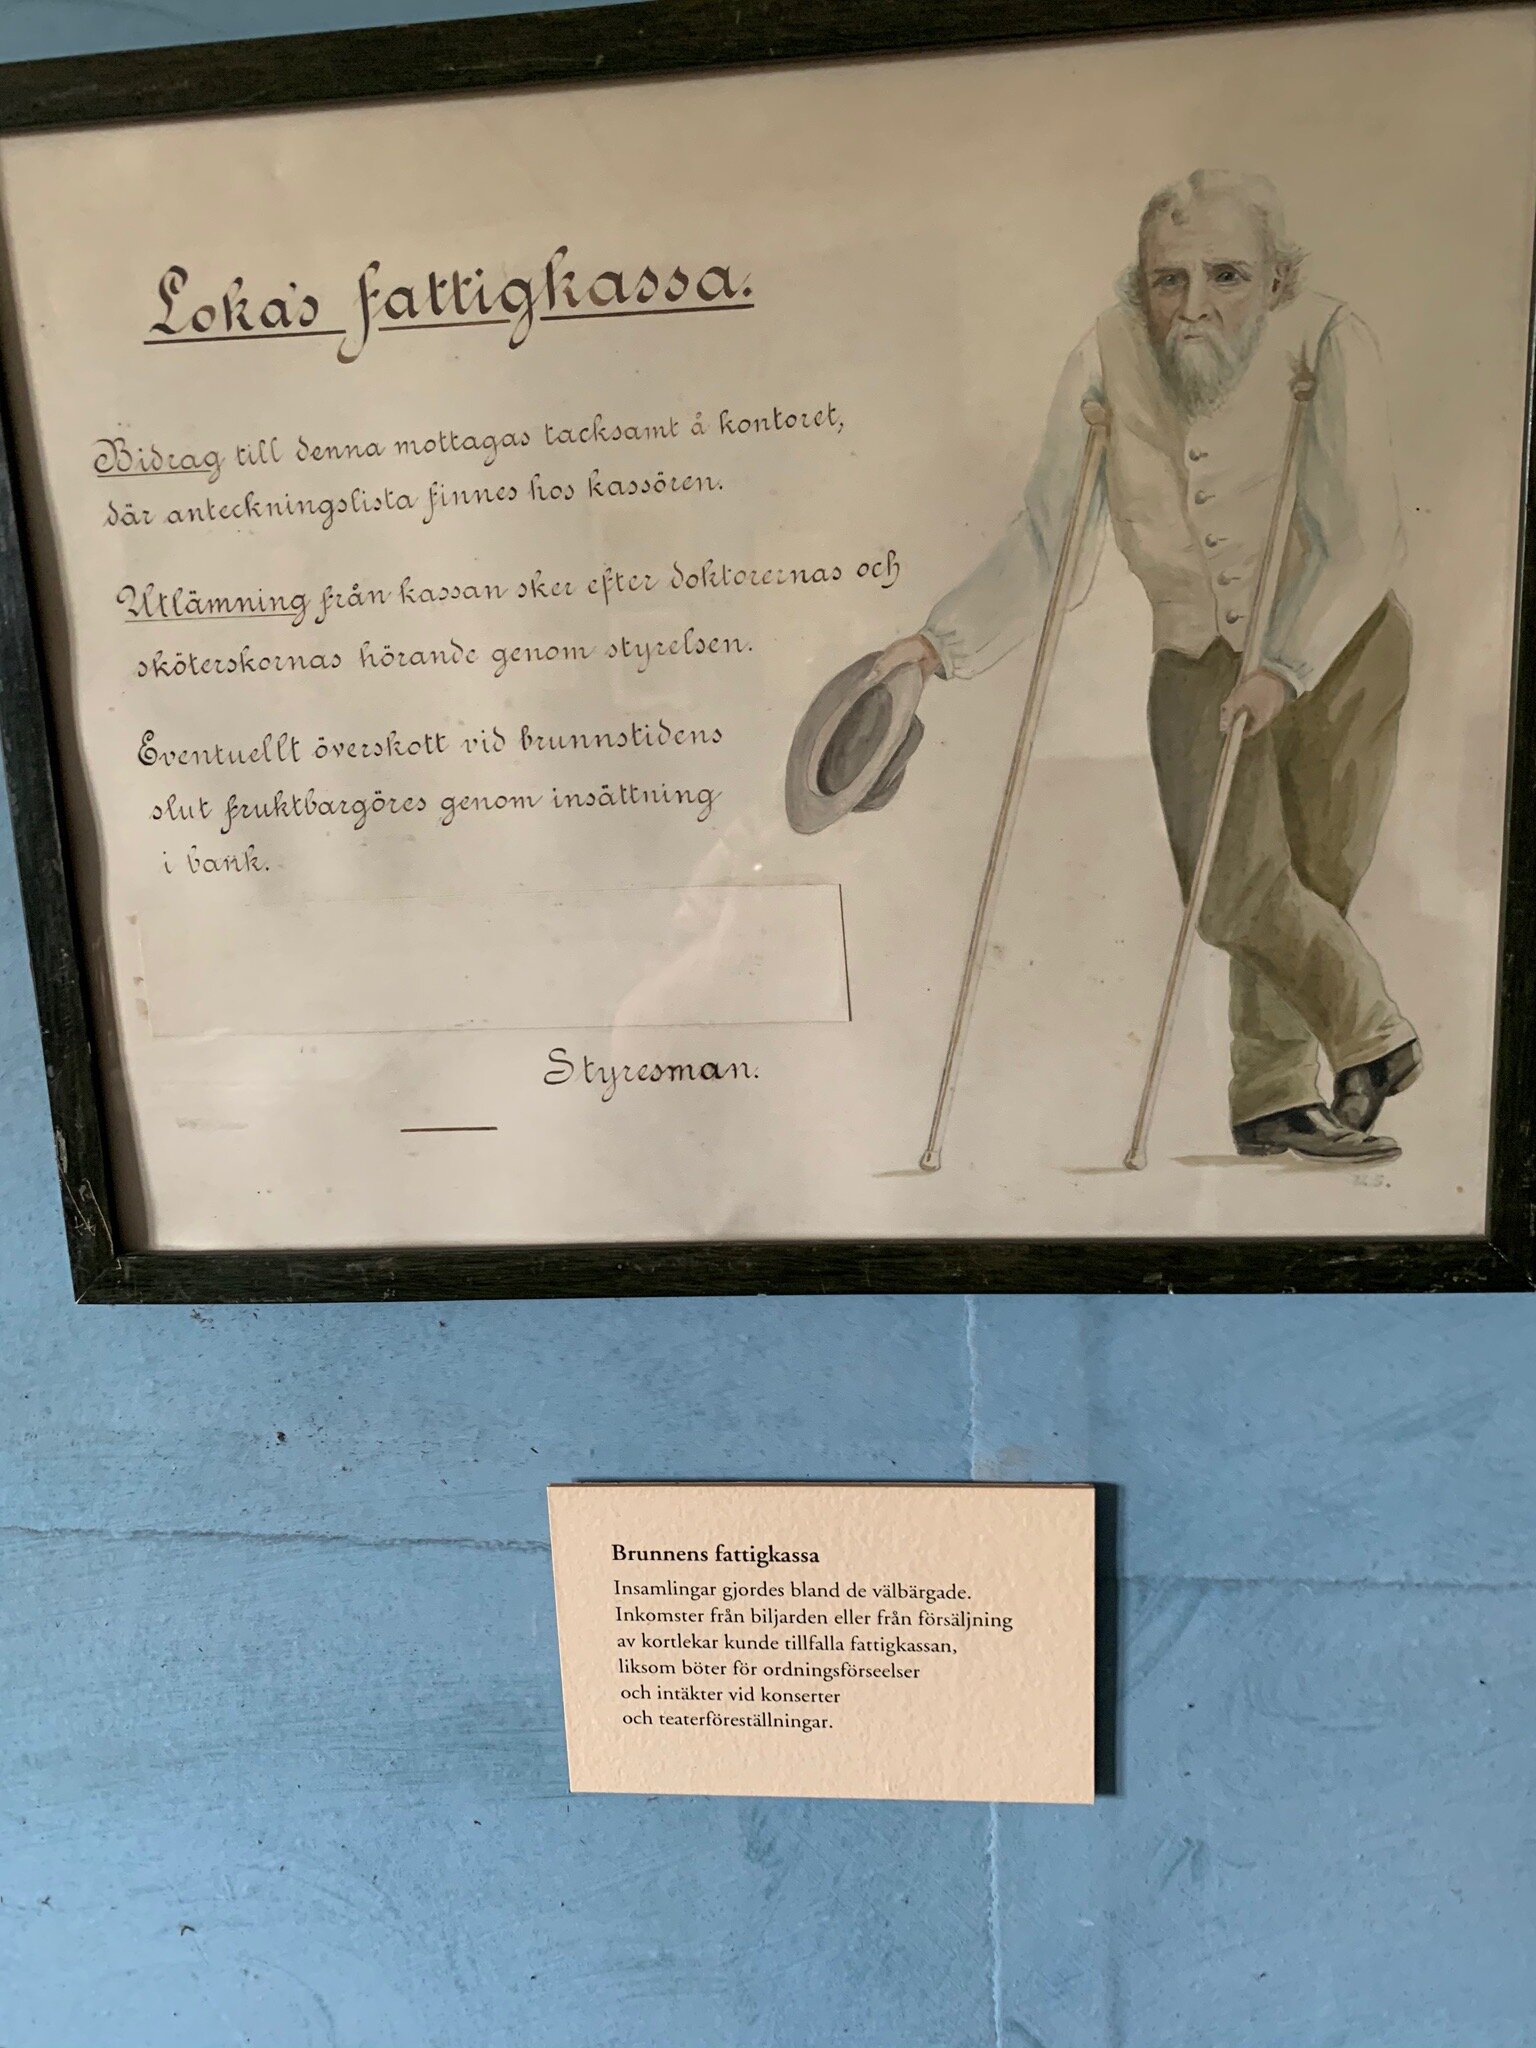 Loka's fattigkassa.
Bidrag till denna mottagas tacksamt å kontoret,
där anteckningslista finnes hos kassören.
Utlämning från kassan sker efter doktorernas och
sköterskornas hörande genom styrelsen.
Eventuellt överskott vid brunnstidens
slut fruktbargöres genom insättning
i bank.
Styresman.
Brunnens fattigkassa
Insamlingar gjordes bland de välbärgade.
Inkomster från biljarden eller från försäljning
av kortlekar kunde tillfalla fattigkassan,
liksom böter för ordningsförseelser
och intäkter vid konserter
och teaterföreställningar.